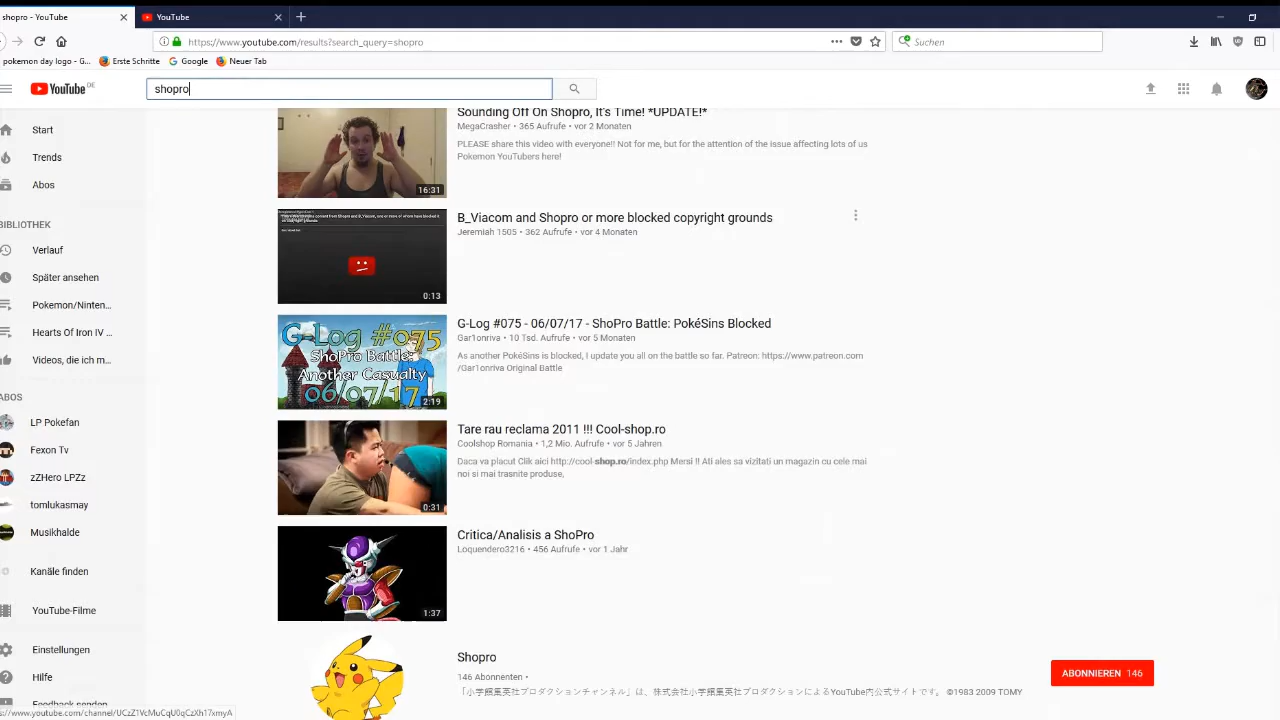 shopro - YouTube
YouTube
https://www.youtube.com/results?search_query=shopro
Suchen
pokemon day logo - G...
Erste Schritte
Google
Neuer Tab
YouTube DE
shopro
Start
Trends
Abos
BIBLIOTHEK
Verlauf
Später ansehen
Pokemon/Ninten...
Hearts Of Iron IV ...
Videos, die ich m...
ABOS
LP Pokefan
Fexon Tv
zzHero LPZz
tomlukasmay
Musikhalde
Kanäle finden
YouTube-Filme
Einstellungen
Hilfe
Feedback senden
s://www.youtube.com/channel/UCzZ1VcMuCqU0qCzXh17xmyA
16:31
Sounding Off On Shopro, It's Time! *UPDATE!*
MegaCrasher • 365 Aufrufe • vor 2 Monaten
PLEASE share this video with everyone!! Not for me, but for the attention of the issue affecting lots of us
Pokemon YouTubers here!
0:13
B_Viacom and Shopro or more blocked copyright grounds
Jeremiah 1505 • 362 Aufrufe • vor 4 Monaten
G-Log #075
ShoPro Battle:
Another Casualty
06/07/17
2:19
G-Log #075 - 06/07/17 - ShoPro Battle: PokéSins Blocked
Gar1onriva • 10 Tsd. Aufrufe • vor 5 Monaten
As another PokéSins is blocked, I update you all on the battle so far. Patreon: https://www.patreon.com
/Gar1onriva Original Battle
0:31
Tare rau reclama 2011 !!! Cool-shop.ro
Coolshop Romania • 1,2 Mio. Aufrufe • vor 5 Jahren
Daca va placut Clik aici http://cool-shop.ro/index.php Mersi !! Ati ales sa vizitati un magazin cu cele mai
noi si mai trasnite produse,
1:37
Critica/Analisis a ShoPro
Loquendero3216 • 456 Aufrufe • vor 1 Jahr
Shopro
146 Abonnenten •
「小学館集英社プロダクションチャンネル」は、株式会社小学館集英社プロダクションによるYouTube内公式サイトです。 ©1983 2009 TOMY
ABONNIEREN 146